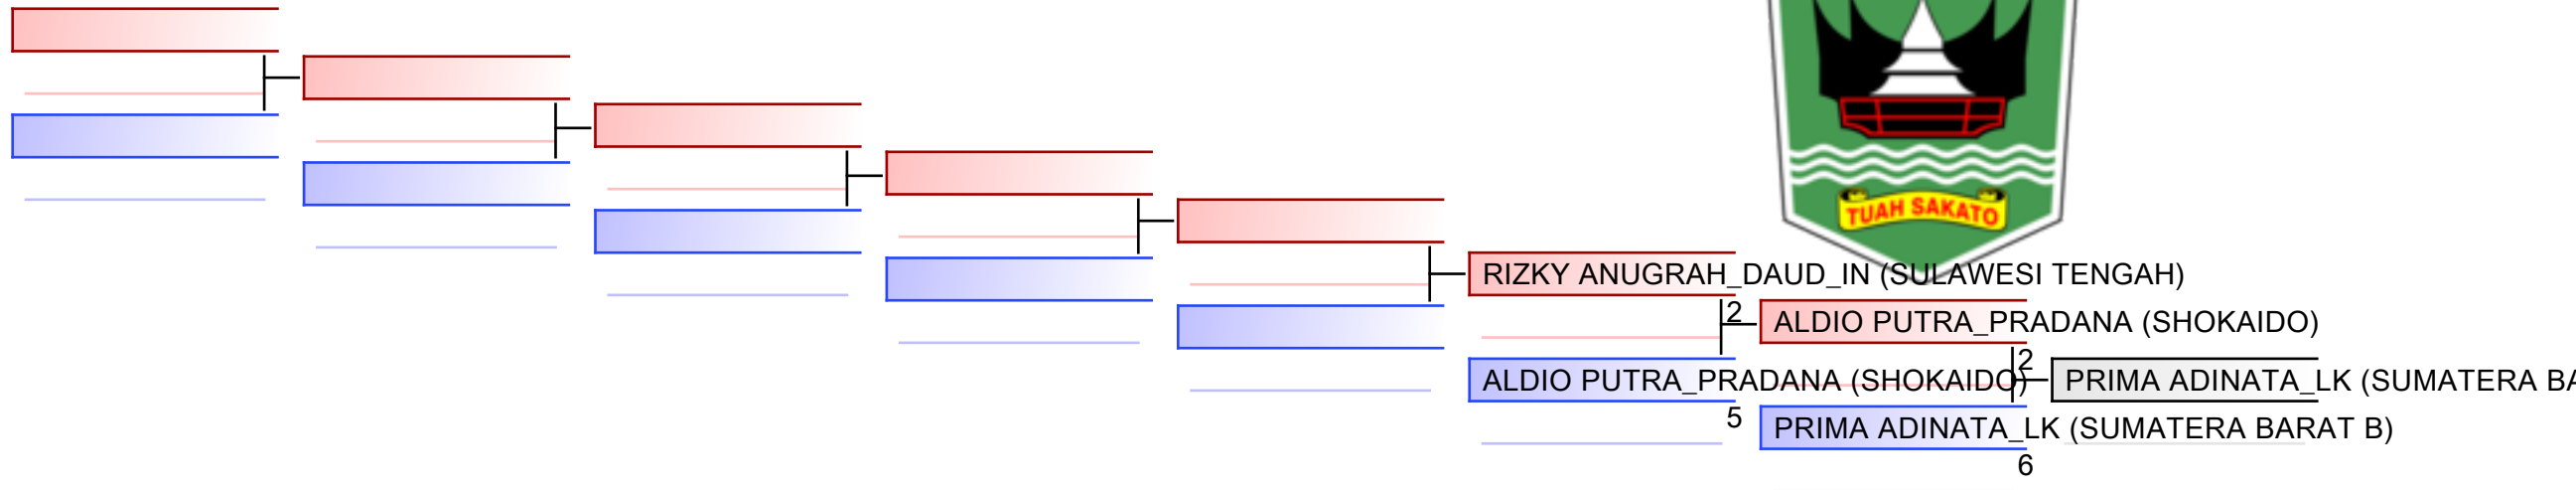 TUAH SAKATO
RIZKY ANUGRAH_DAUD_IN (SULAWESI TENGAH)
2
ALDIO PUTRA_PRADANA (SHOKAIDO)
2
ALDIO PUTRA_PRADANA (SHOKAIDO)
PRIMA ADINATA_LK (SUMATERA BA
5
PRIMA ADINATA_LK (SUMATERA BARAT B)
6